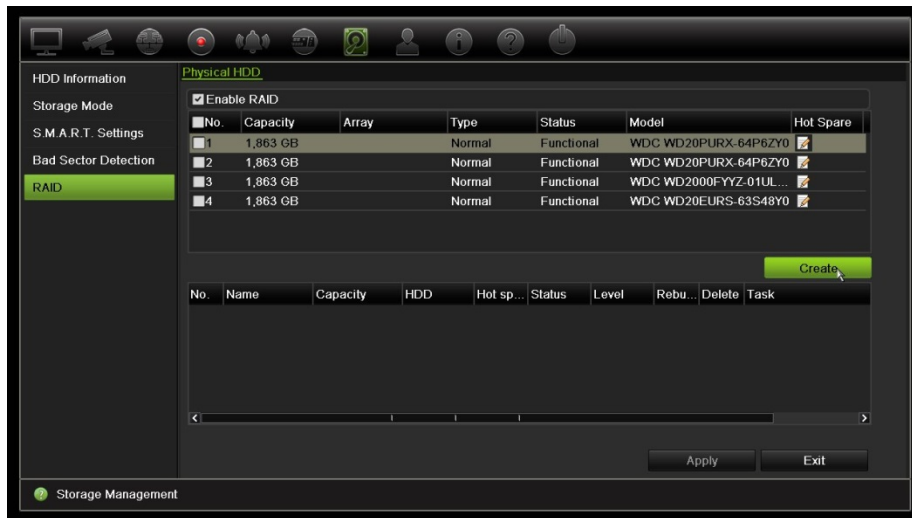 HDD Information
Storage Mode
S.M.A.R.T. Settings
Bad Sector Detection
RAID
Physical HDD
Enable RAID
No. Capacity Array Type Status Model Hot Spare
1 1,863 GB Normal Functional WDC WD20PURX-64P6ZY0
2 1,863 GB Normal Functional WDC WD20PURX-64P6ZY0
3 1,863 GB Normal Functional WDC WD2000FYYZ-01UL...
4 1,863 GB Normal Functional WDC WD20EURS-63S48Y0
Create
No. Name Capacity HDD Hot sp... Status Level Rebu... Delete Task
Apply Exit
Storage Management